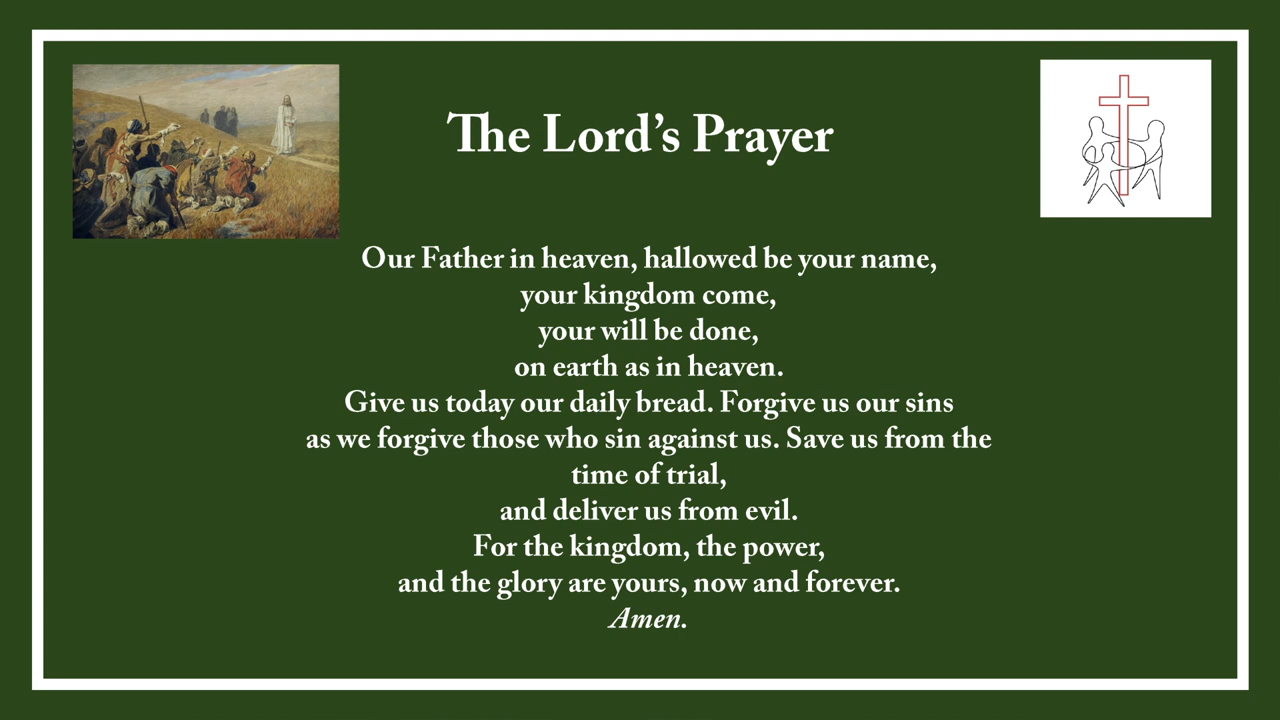 The Lord’s Prayer
Our Father in heaven, hallowed be your name,
your kingdom come,
your will be done,
on earth as in heaven.
Give us today our daily bread. Forgive us our sins
as we forgive those who sin against us. Save us from the
time of trial,
and deliver us from evil.
For the kingdom, the power,
and the glory are yours, now and forever.
Amen.